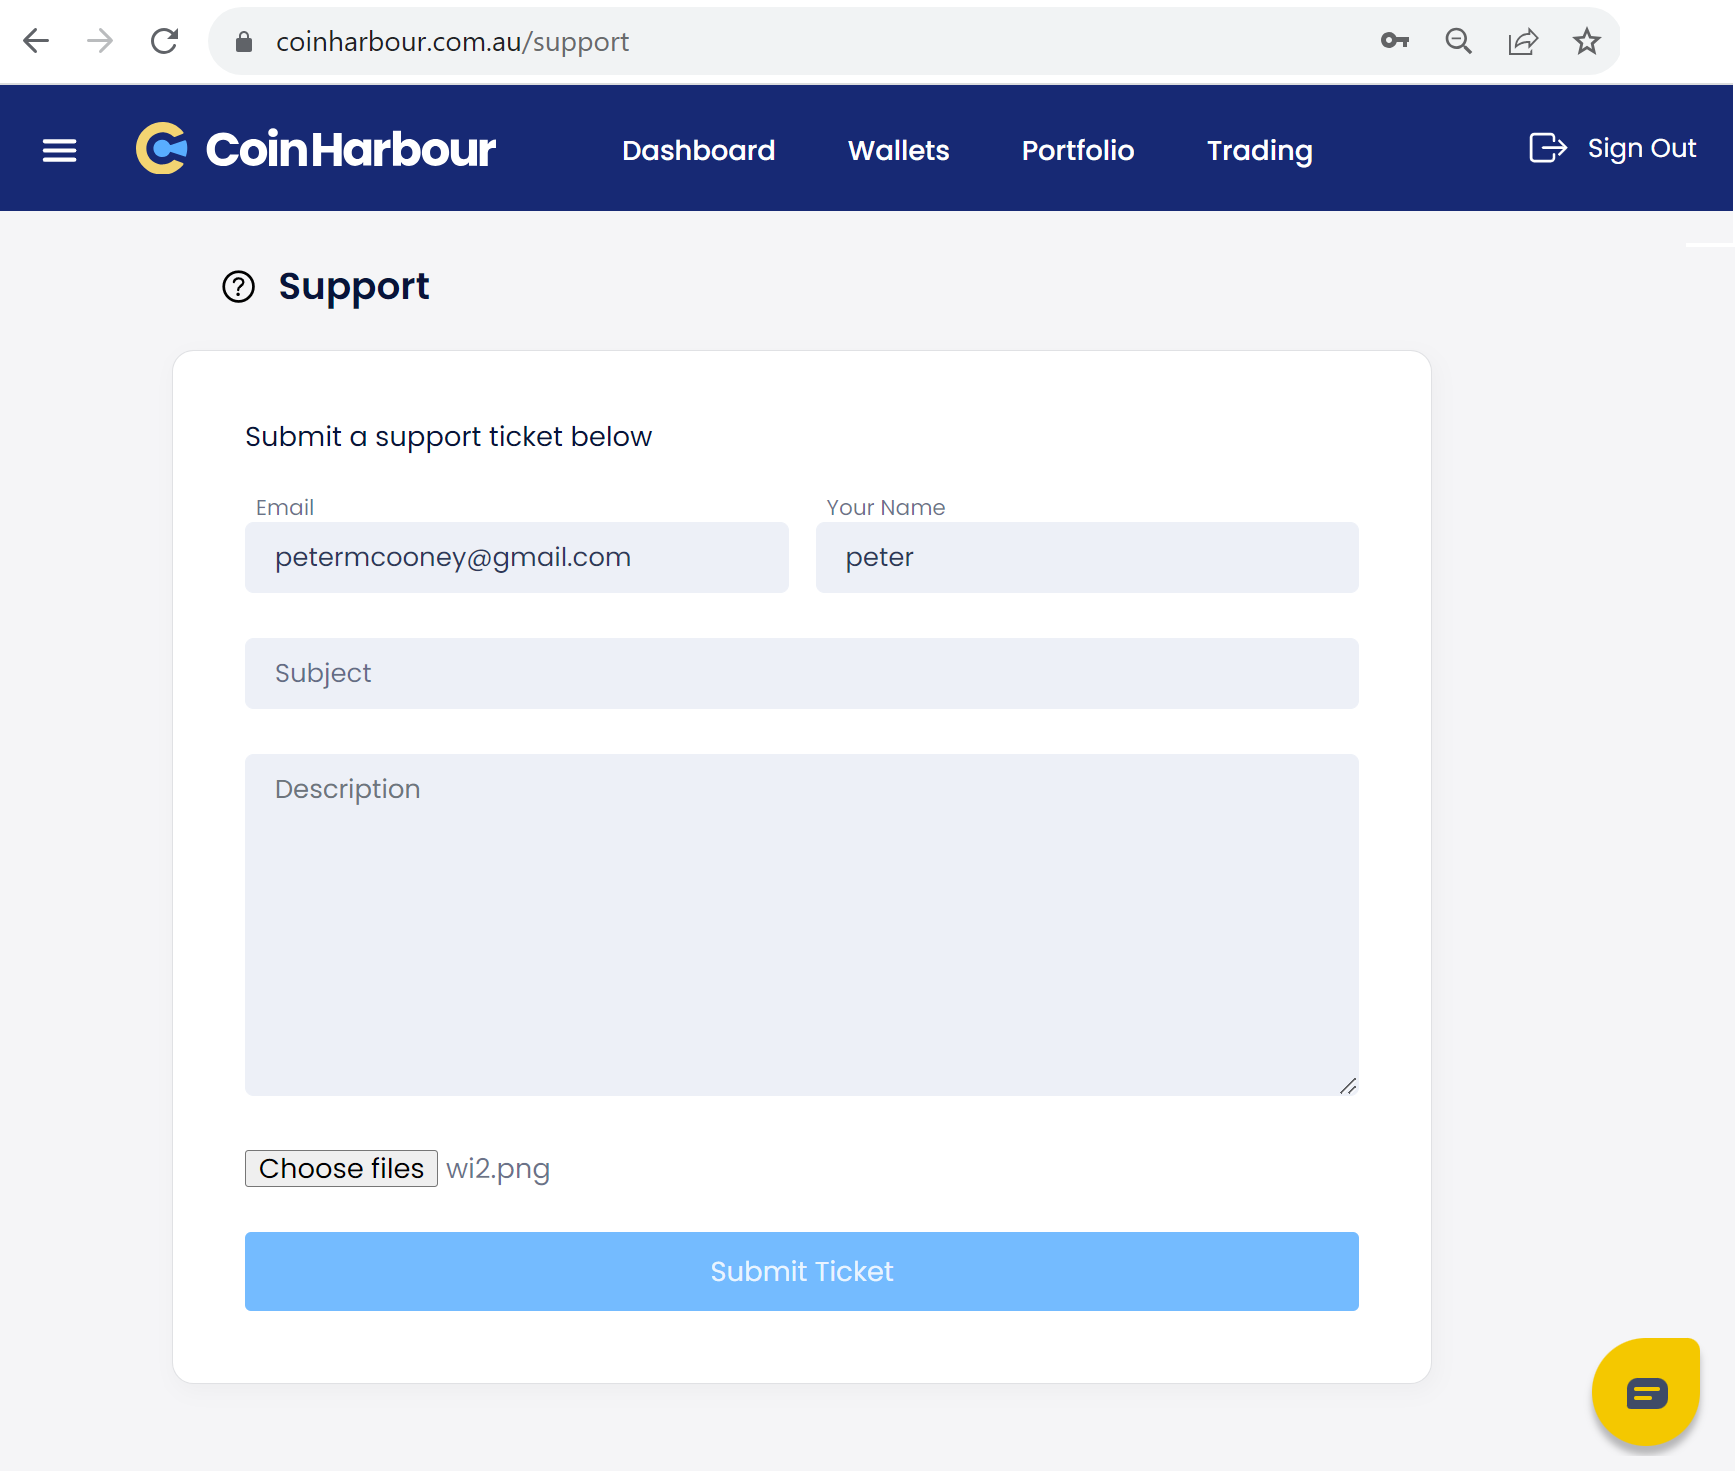 coinharbour.com.au/support
CoinHarbour Dashboard Wallets Portfolio Trading Sign Out
Support
Submit a support ticket below
Email Your Name
petermcooney@gmail.com peter
Subject
Description
Choose files wi2.png
Submit Ticket